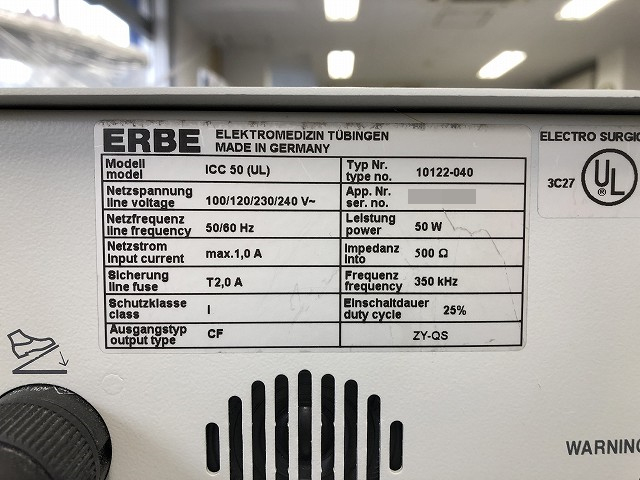 ERBE ELEKTROMEDIZIN TÜBINGEN
MADE IN GERMANY
Modell
model
ICC 50 (UL)
Typ Nr.
type no.
10122-040
Netzspannung
line voltage
100/120/230/240 V~
App. Nr.
ser. no.
Netzfrequenz
line frequency
50/60 Hz
Leistung
power
50 W
Netzstrom
input current
max.1,0 A
Impedanz
into
500 Ω
Sicherung
line fuse
T2,0 A
Frequenz
frequency
350 kHz
Schutzklasse
class
I
Einschaltdauer
duty cycle
25%
Ausgangstyp
output type
CF
ZY-QS
ELECTRO SURGIC
3C27
UL
®
WARNING